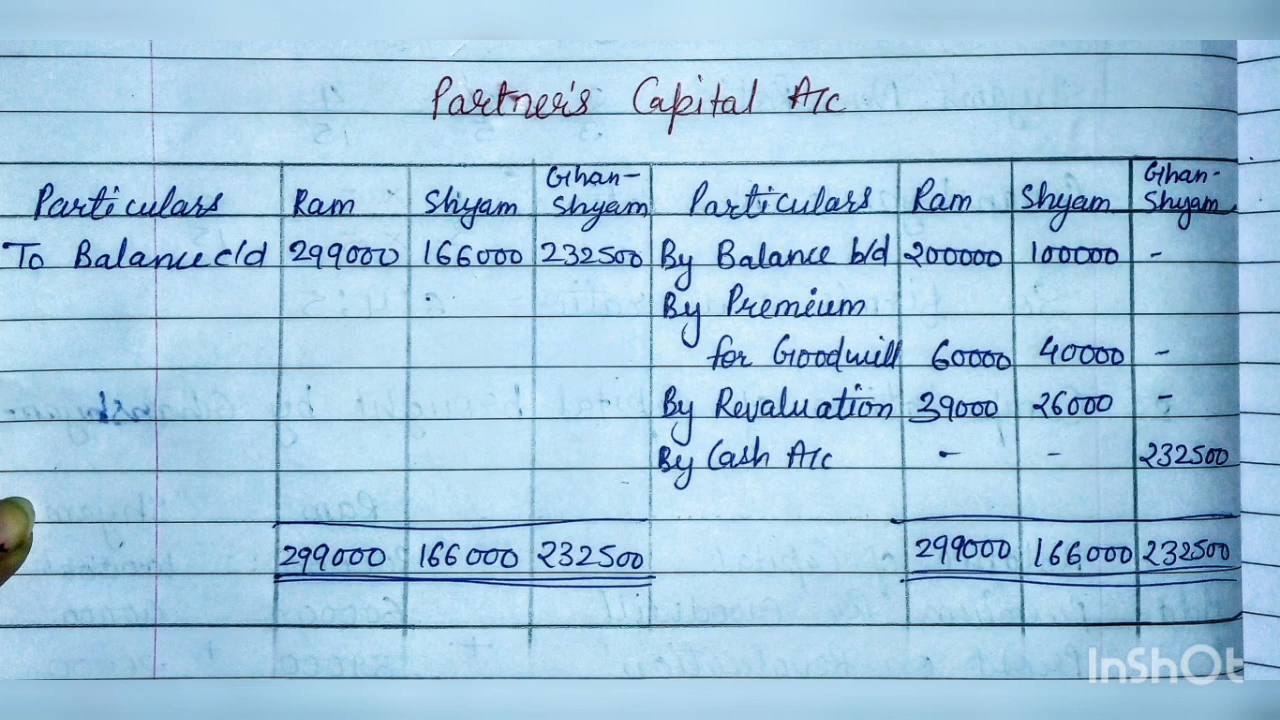 Partner's Capital A/c
Particulars Ram Shyam Ghan-Shyam Particulars Ram Shyam Ghan-Shyam
To Balance c/d 299000 166000 232500 By Balance b/d 200000 100000 -
By Premium
for Goodwill 60000 40000 -
By Revaluation 39000 26000 -
By Cash A/c - - 232500
299000 166000 232500 299000 166000 232500
InShOt